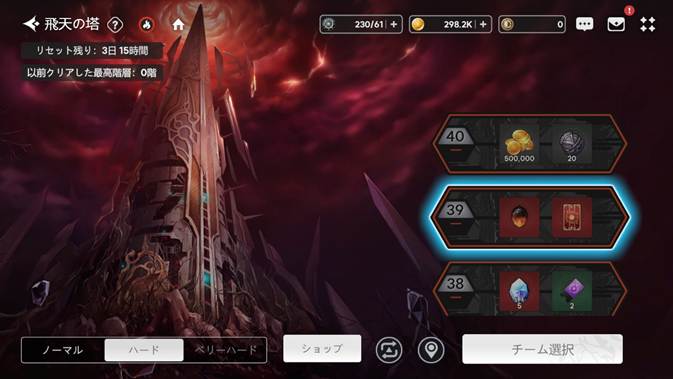 飛天の塔 ?
230/61 +
298.2K +
0
!
リセット残り: 3日 15時間
以前クリアした最高階層: 0階
40
500,000
20
39
38
5
2
ノーマル
ハード
ベリーハード
ショップ
チーム選択